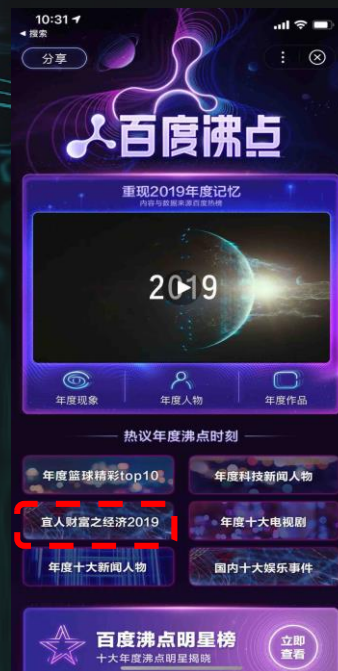 10:31
搜索
分享
百度沸点
重现2019年度记忆
内容与数据来源百度热榜
2019
年度现象
年度人物
年度作品
热议年度沸点时刻
年度篮球精彩top10
年度科技新闻人物
宜人财富之经济2019
年度十大电视剧
年度十大新闻人物
国内十大娱乐事件
百度沸点明星榜
十大年度沸点明星揭晓
立即
查看